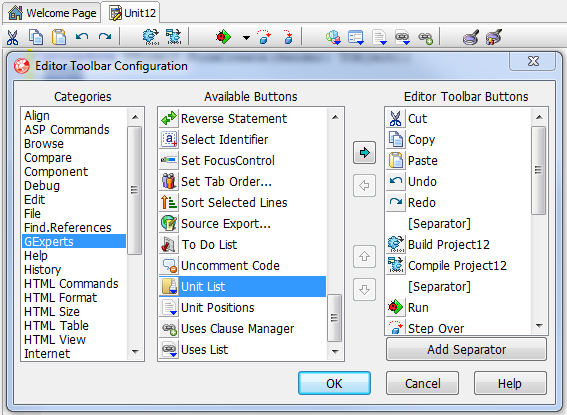 Welcome Page
Unit12
Editor Toolbar Configuration
Categories
Align
ASP Commands
Browse
Compare
Component
Debug
Edit
File
Find.References
GExperts
Help
History
HTML Commands
HTML Format
HTML Size
HTML Table
HTML View
Internet
Available Buttons
Reverse Statement
Select Identifier
Set FocusControl
Set Tab Order...
Sort Selected Lines
Source Export...
To Do List
Uncomment Code
Unit List
Unit Positions
Uses Clause Manager
Uses List
Editor Toolbar Buttons
Cut
Copy
Paste
Undo
Redo
[Separator]
Build Project12
Compile Project12
[Separator]
Run
Step Over
Add Separator
OK
Cancel
Help